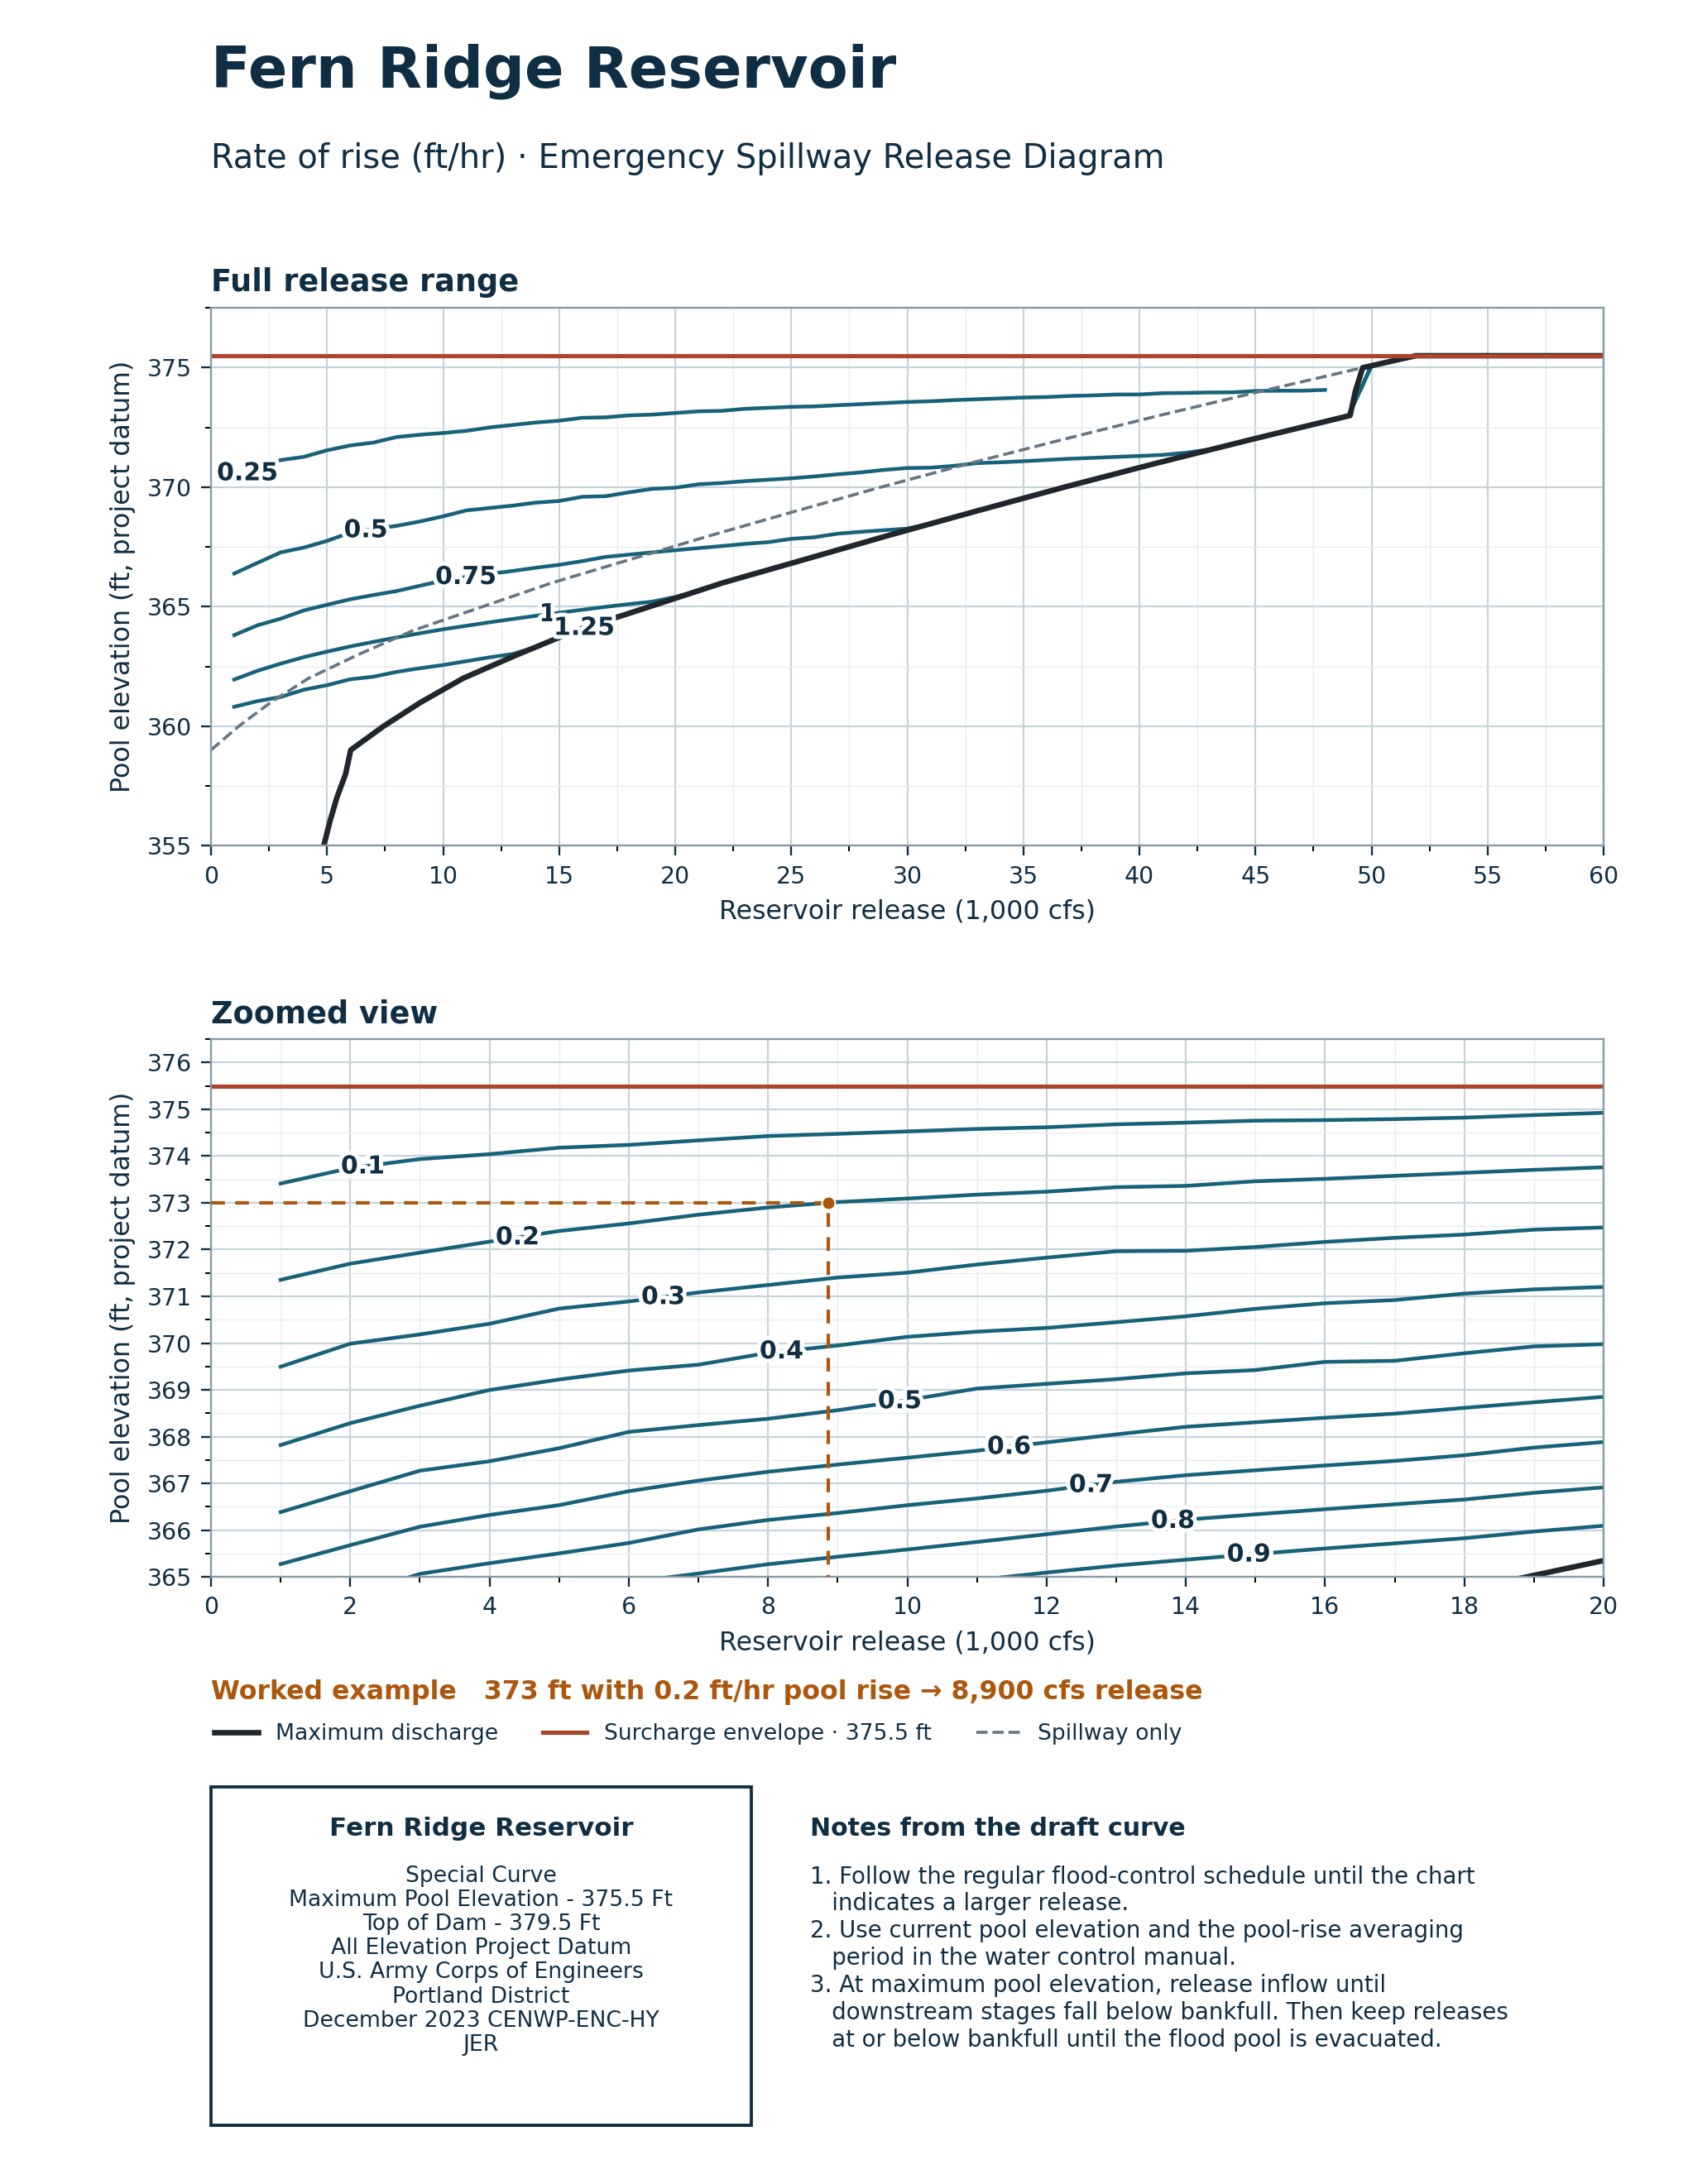 Fern Ridge Reservoir
Rate of rise (ft/hr) · Emergency Spillway Release Diagram
Full release range
Pool elevation (ft, project datum)
375
370
365
360
355
0.25
0.5
0.75
1
1.25
0 5 10 15 20 25 30 35 40 45 50 55 60
Reservoir release (1,000 cfs)
Zoomed view
Pool elevation (ft, project datum)
376
375
374
373
372
371
370
369
368
367
366
365
0.1
0.2
0.3
0.4
0.5
0.6
0.7
0.8
0.9
0 2 4 6 8 10 12 14 16 18 20
Reservoir release (1,000 cfs)
Worked example 373 ft with 0.2 ft/hr pool rise → 8,900 cfs release
Maximum discharge Surcharge envelope · 375.5 ft Spillway only
Fern Ridge Reservoir
Special Curve
Maximum Pool Elevation - 375.5 Ft
Top of Dam - 379.5 Ft
All Elevation Project Datum
U.S. Army Corps of Engineers
Portland District
December 2023 CENWP-ENC-HY
JER
Notes from the draft curve
1. Follow the regular flood-control schedule until the chart
indicates a larger release.
2. Use current pool elevation and the pool-rise averaging
period in the water control manual.
3. At maximum pool elevation, release inflow until
downstream stages fall below bankfull. Then keep releases
at or below bankfull until the flood pool is evacuated.